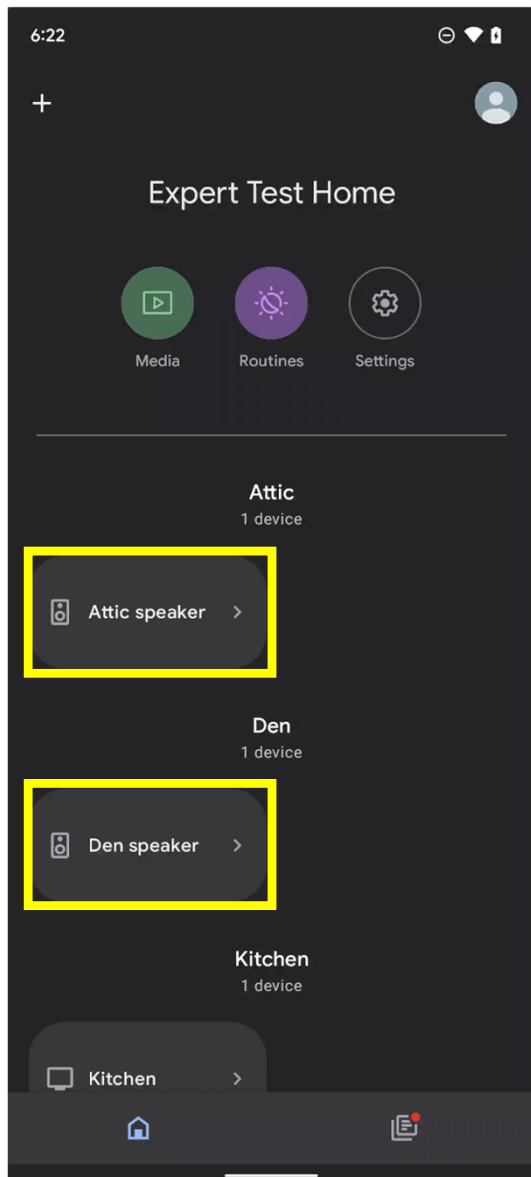 6:22
Expert Test Home
Media
Routines
Settings
Attic
1 device
Attic speaker
Den
1 device
Den speaker
Kitchen
1 device
Kitchen